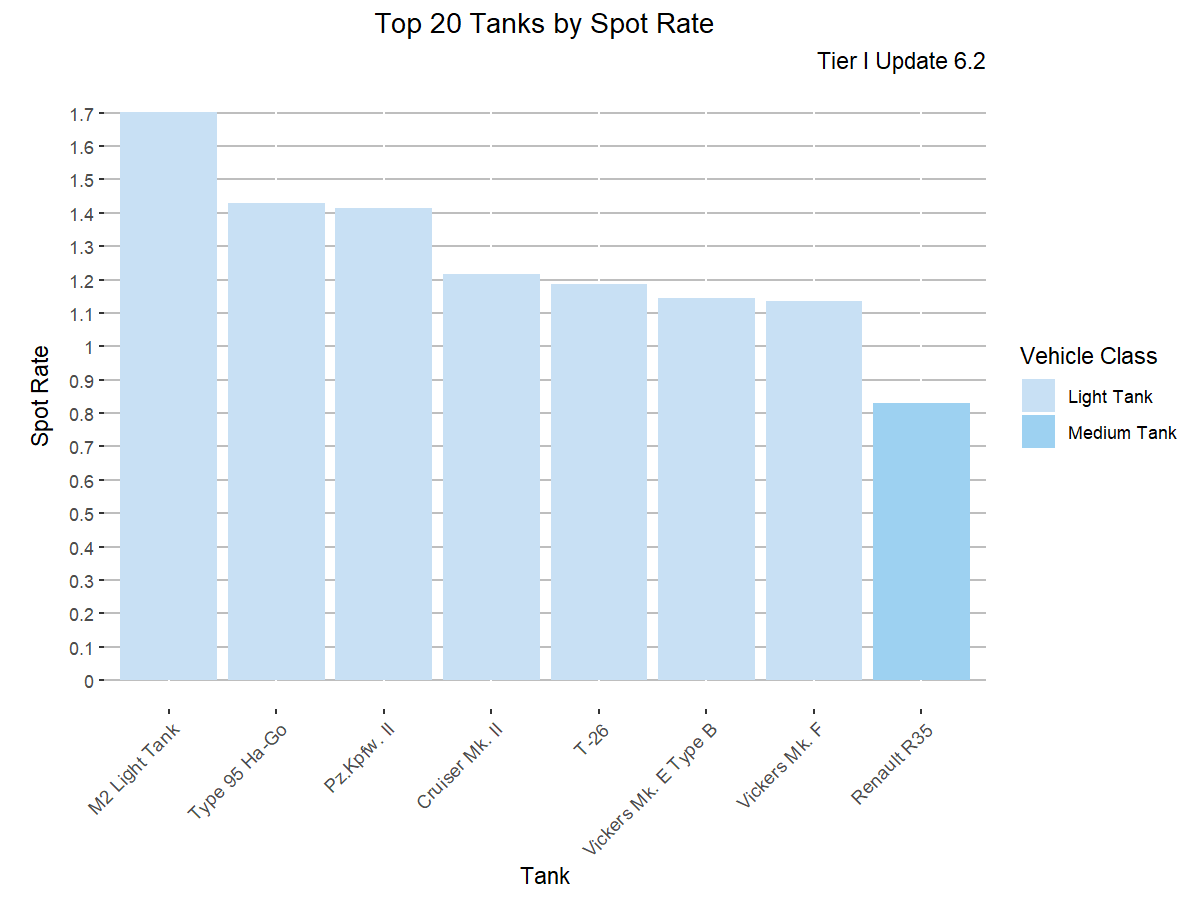 Top 20 Tanks by Spot Rate
Tier I Update 6.2
1.7
1.6
1.5
1.4
1.3
1.2
1.1
1
0.9
0.8
0.7
0.6
0.5
0.4
0.3
0.2
0.1
0
Spot Rate
M2 Light Tank
Type 95 Ha-Go
Pz.Kpfw. II
Cruiser Mk. II
T-26
Vickers Mk. E Type B
Vickers Mk. F
Renault R35
Tank
Vehicle Class
Light Tank
Medium Tank